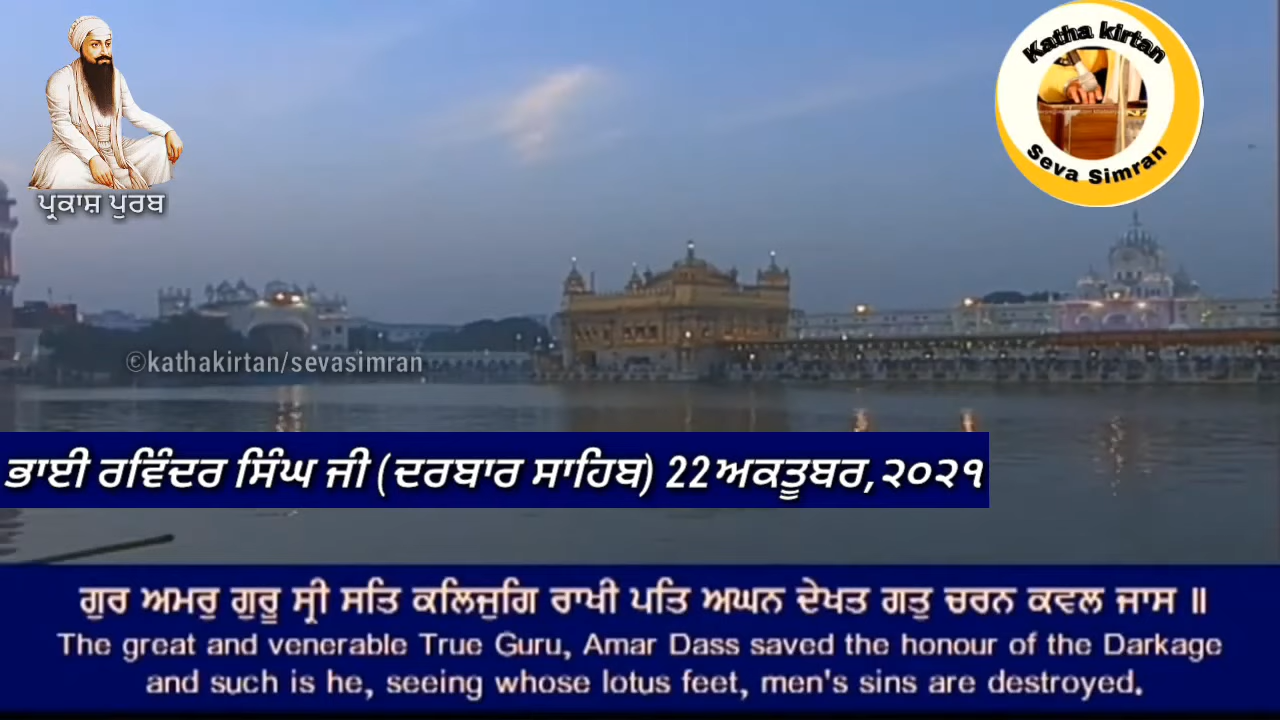 Katha kirtan
Seva Simran
ਪ੍ਰਕਾਸ਼ ਪੁਰਬ
©kathakirtan/sevasimran
ਭਾਈ ਰਵਿੰਦਰ ਸਿੰਘ ਜੀ (ਦਰਬਾਰ ਸਾਹਿਬ) 22ਅਕਤੂਬਰ,੨੦੨੧
ਗੁਰ ਅਮਰੁ ਗੁਰੂ ਸ੍ਰੀ ਸਤਿ ਕਲਿਜੁਗਿ ਰਾਖੀ ਪਤਿ ਅਘਨ ਦੇਖਤ ਗਤੁ ਚਰਨ ਕਵਲ ਜਾਸ ॥
The great and venerable True Guru, Amar Dass saved the honour of the Darkage
and such is he, seeing whose lotus feet, men's sins are destroyed.